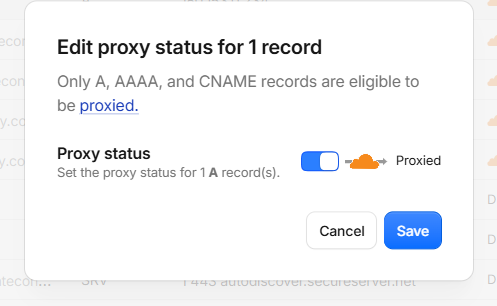 Edit proxy status for 1 record
Only A, AAAA, and CNAME records are eligible to
be proxied.
Proxy status
Set the proxy status for 1 A record(s).
Proxied
Cancel
Save
SRV
1 443 autodiscover.secureserver.net